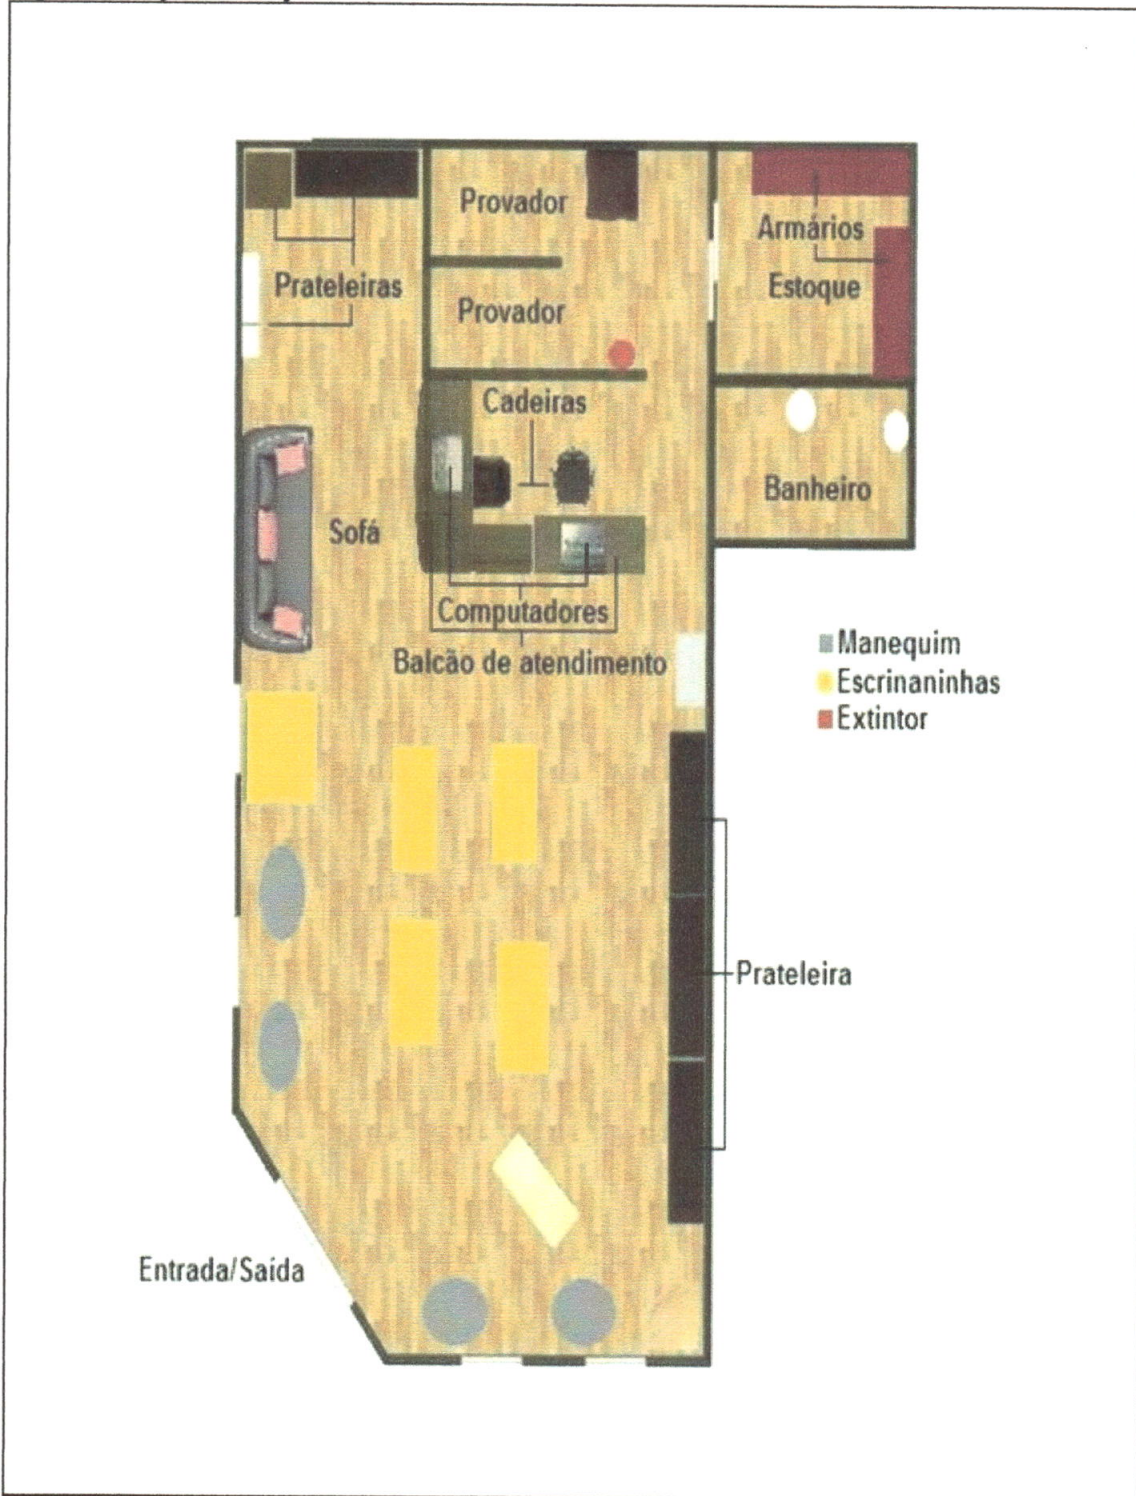 Provador
Armários
Prateleiras
Estoque
Provador
Cadeiras
Banheiro
Sofá
Computadores
Balcão de atendimento
Manequim
Escrinaninhas
Extintor
Prateleira
Entrada/Saída